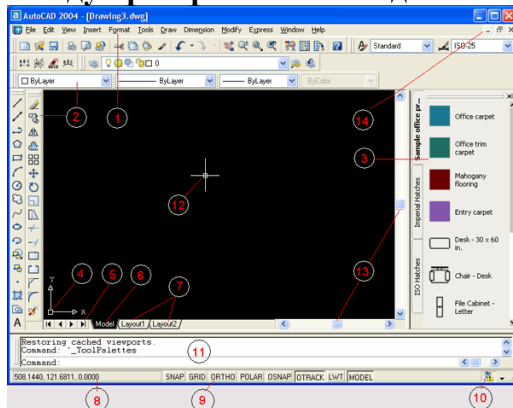 AutoCAD 2004 - [Drawing3.dwg]
File Edit View Insert Format Tools Draw Dimension Modify Express Window Help
Standard ISO-25
ByLayer ByLayer ByLayer ByColor
0
2 1 14
Sample office pr...
Office carpet
3
Office trim
carpet
Mahogany
flooring
Imperial Hatches
12
Entry carpet
Desk - 30 x 60
in.
ISO Hatches
13
4 5 6 7
Chair - Desk
Y
X
File Cabinet -
Letter
Model Layout1 Layout2
Restoring cached viewports.
Command: '_ToolPalettes
11
Command:
508.1440, 121.6811, 0.0000 SNAP GRID ORTHO POLAR OSNAP OTRACK LWT MODEL
8 9 10